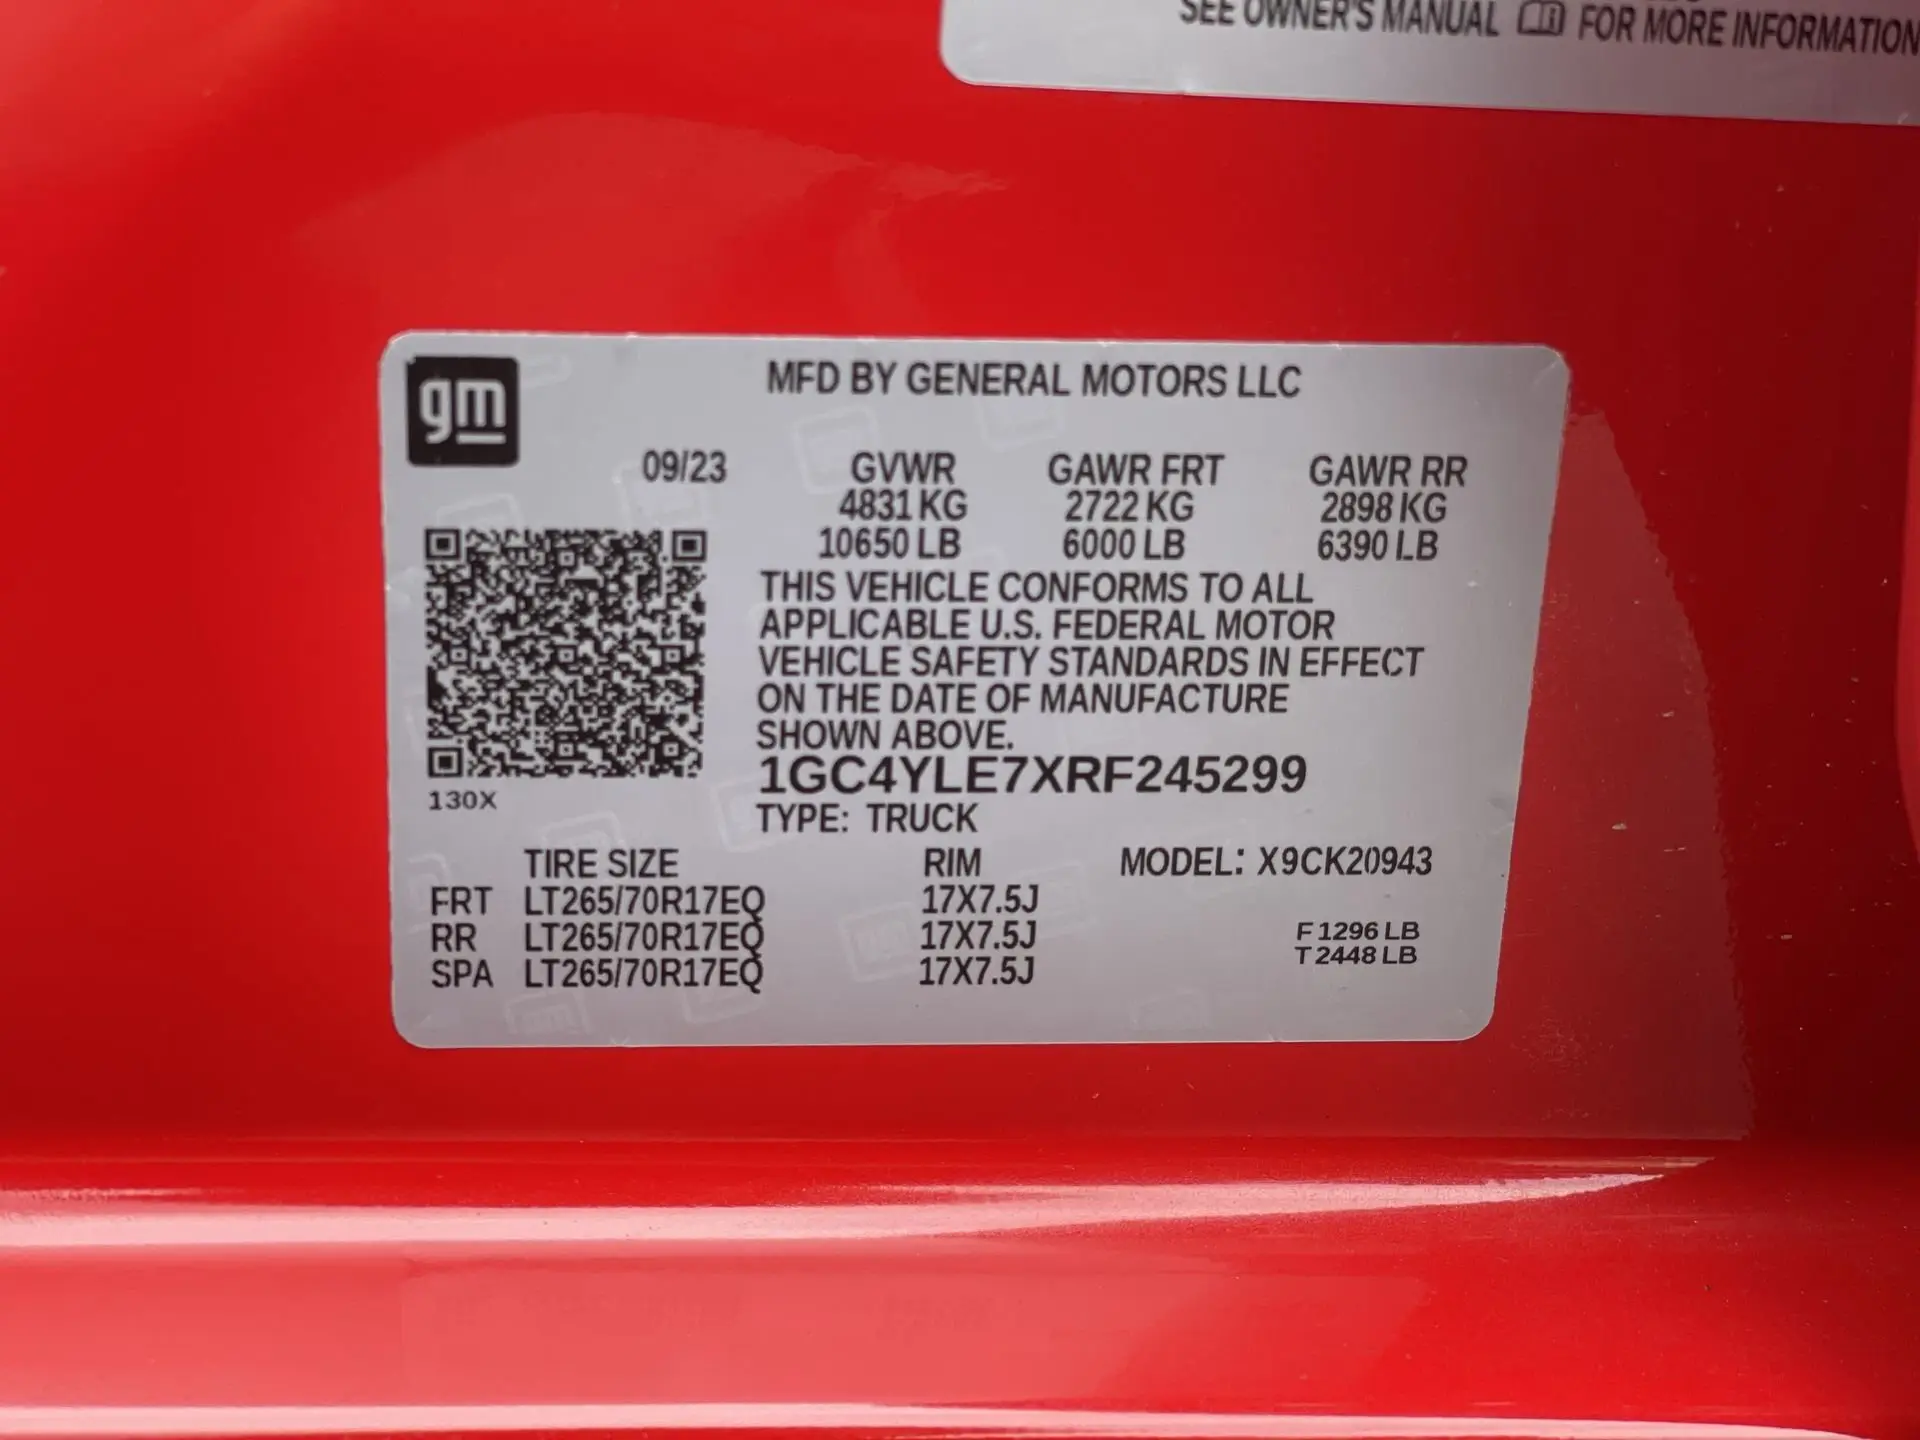 SEE OWNER'S MANUAL FOR MORE INFORMATION
gm
MFD BY GENERAL MOTORS LLC
09/23 GVWR GAWR FRT GAWR RR
4831 KG 2722 KG 2898 KG
10650 LB 6000 LB 6390 LB
THIS VEHICLE CONFORMS TO ALL
APPLICABLE U.S. FEDERAL MOTOR
VEHICLE SAFETY STANDARDS IN EFFECT
ON THE DATE OF MANUFACTURE
SHOWN ABOVE.
1GC4YLE7XRF245299
130X
TYPE: TRUCK
TIRE SIZE RIM MODEL: X9CK20943
FRT LT265/70R17EQ 17X7.5J
RR LT265/70R17EQ 17X7.5J F 1296 LB
SPA LT265/70R17EQ 17X7.5J T 2448 LB